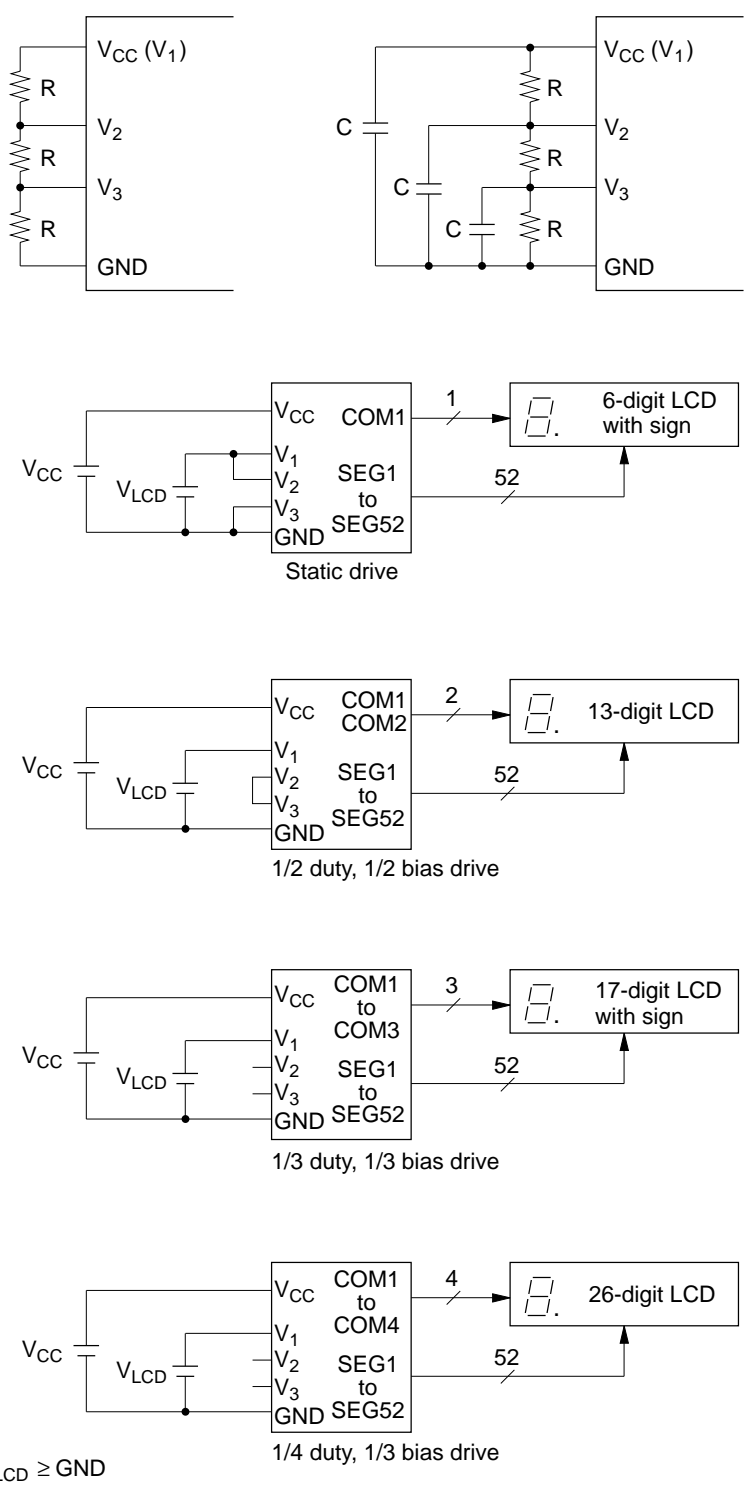 VCC (V1)
R
V2
R
V3
R
GND
VCC (V1)
R
C
V2
R
C
V3
C
R
GND
VCC COM1 1 6-digit LCD with sign
VCC
VLCD
V1
V2
V3
GND
SEG1
to
SEG52
52
Static drive
VCC
COM1
COM2
2
13-digit LCD
VCC
VLCD
V1
V2
V3
GND
SEG1
to
SEG52
52
1/2 duty, 1/2 bias drive
VCC
COM1
to
COM3
3
17-digit LCD
with sign
VCC
VLCD
V1
V2
V3
GND
SEG1
to
SEG52
52
1/3 duty, 1/3 bias drive
VCC
COM1
to
COM4
4
26-digit LCD
VCC
VLCD
V1
V2
V3
GND
SEG1
to
SEG52
52
1/4 duty, 1/3 bias drive
LCD ≥ GND